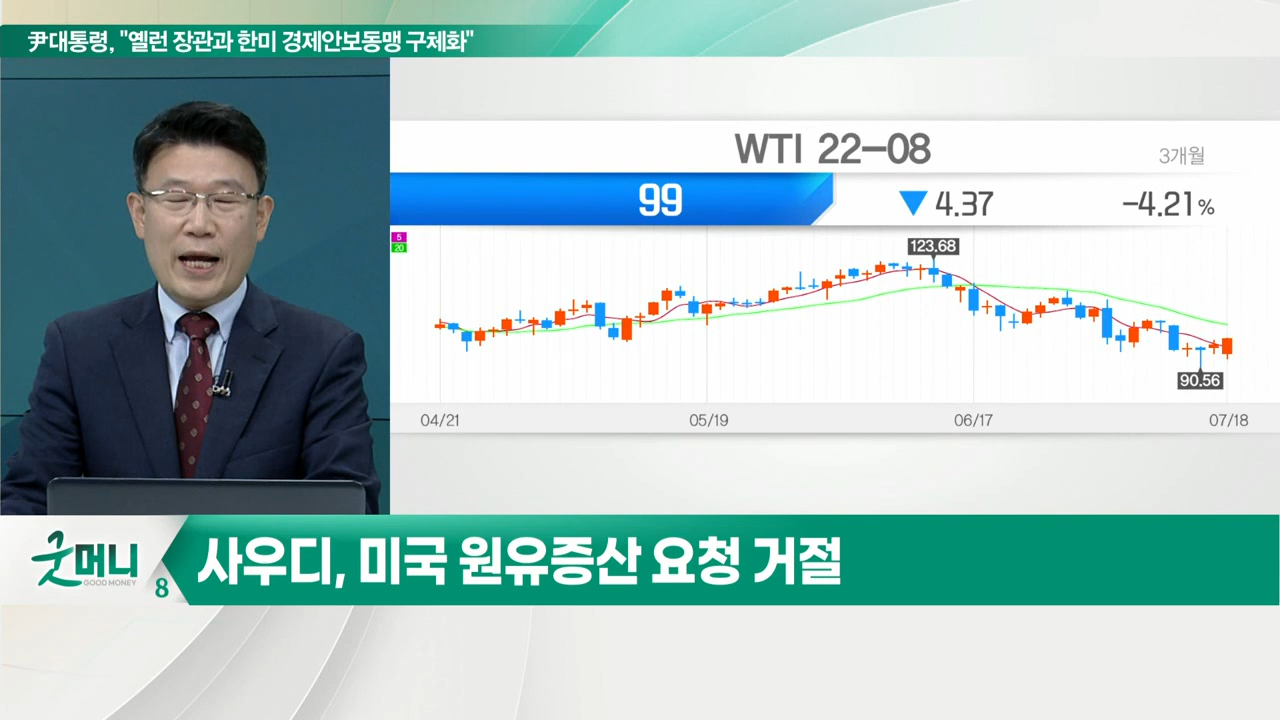 尹대통령, "옐런 장관과 한미 경제안보동맹 구체화"
WTI 22-08
3개월
99 ▼ 4.37 -4.21%
5
20
123.68
90.56
04/21 05/19 06/17 07/18
굿머니
GOOD MONEY
8
사우디, 미국 원유증산 요청 거절